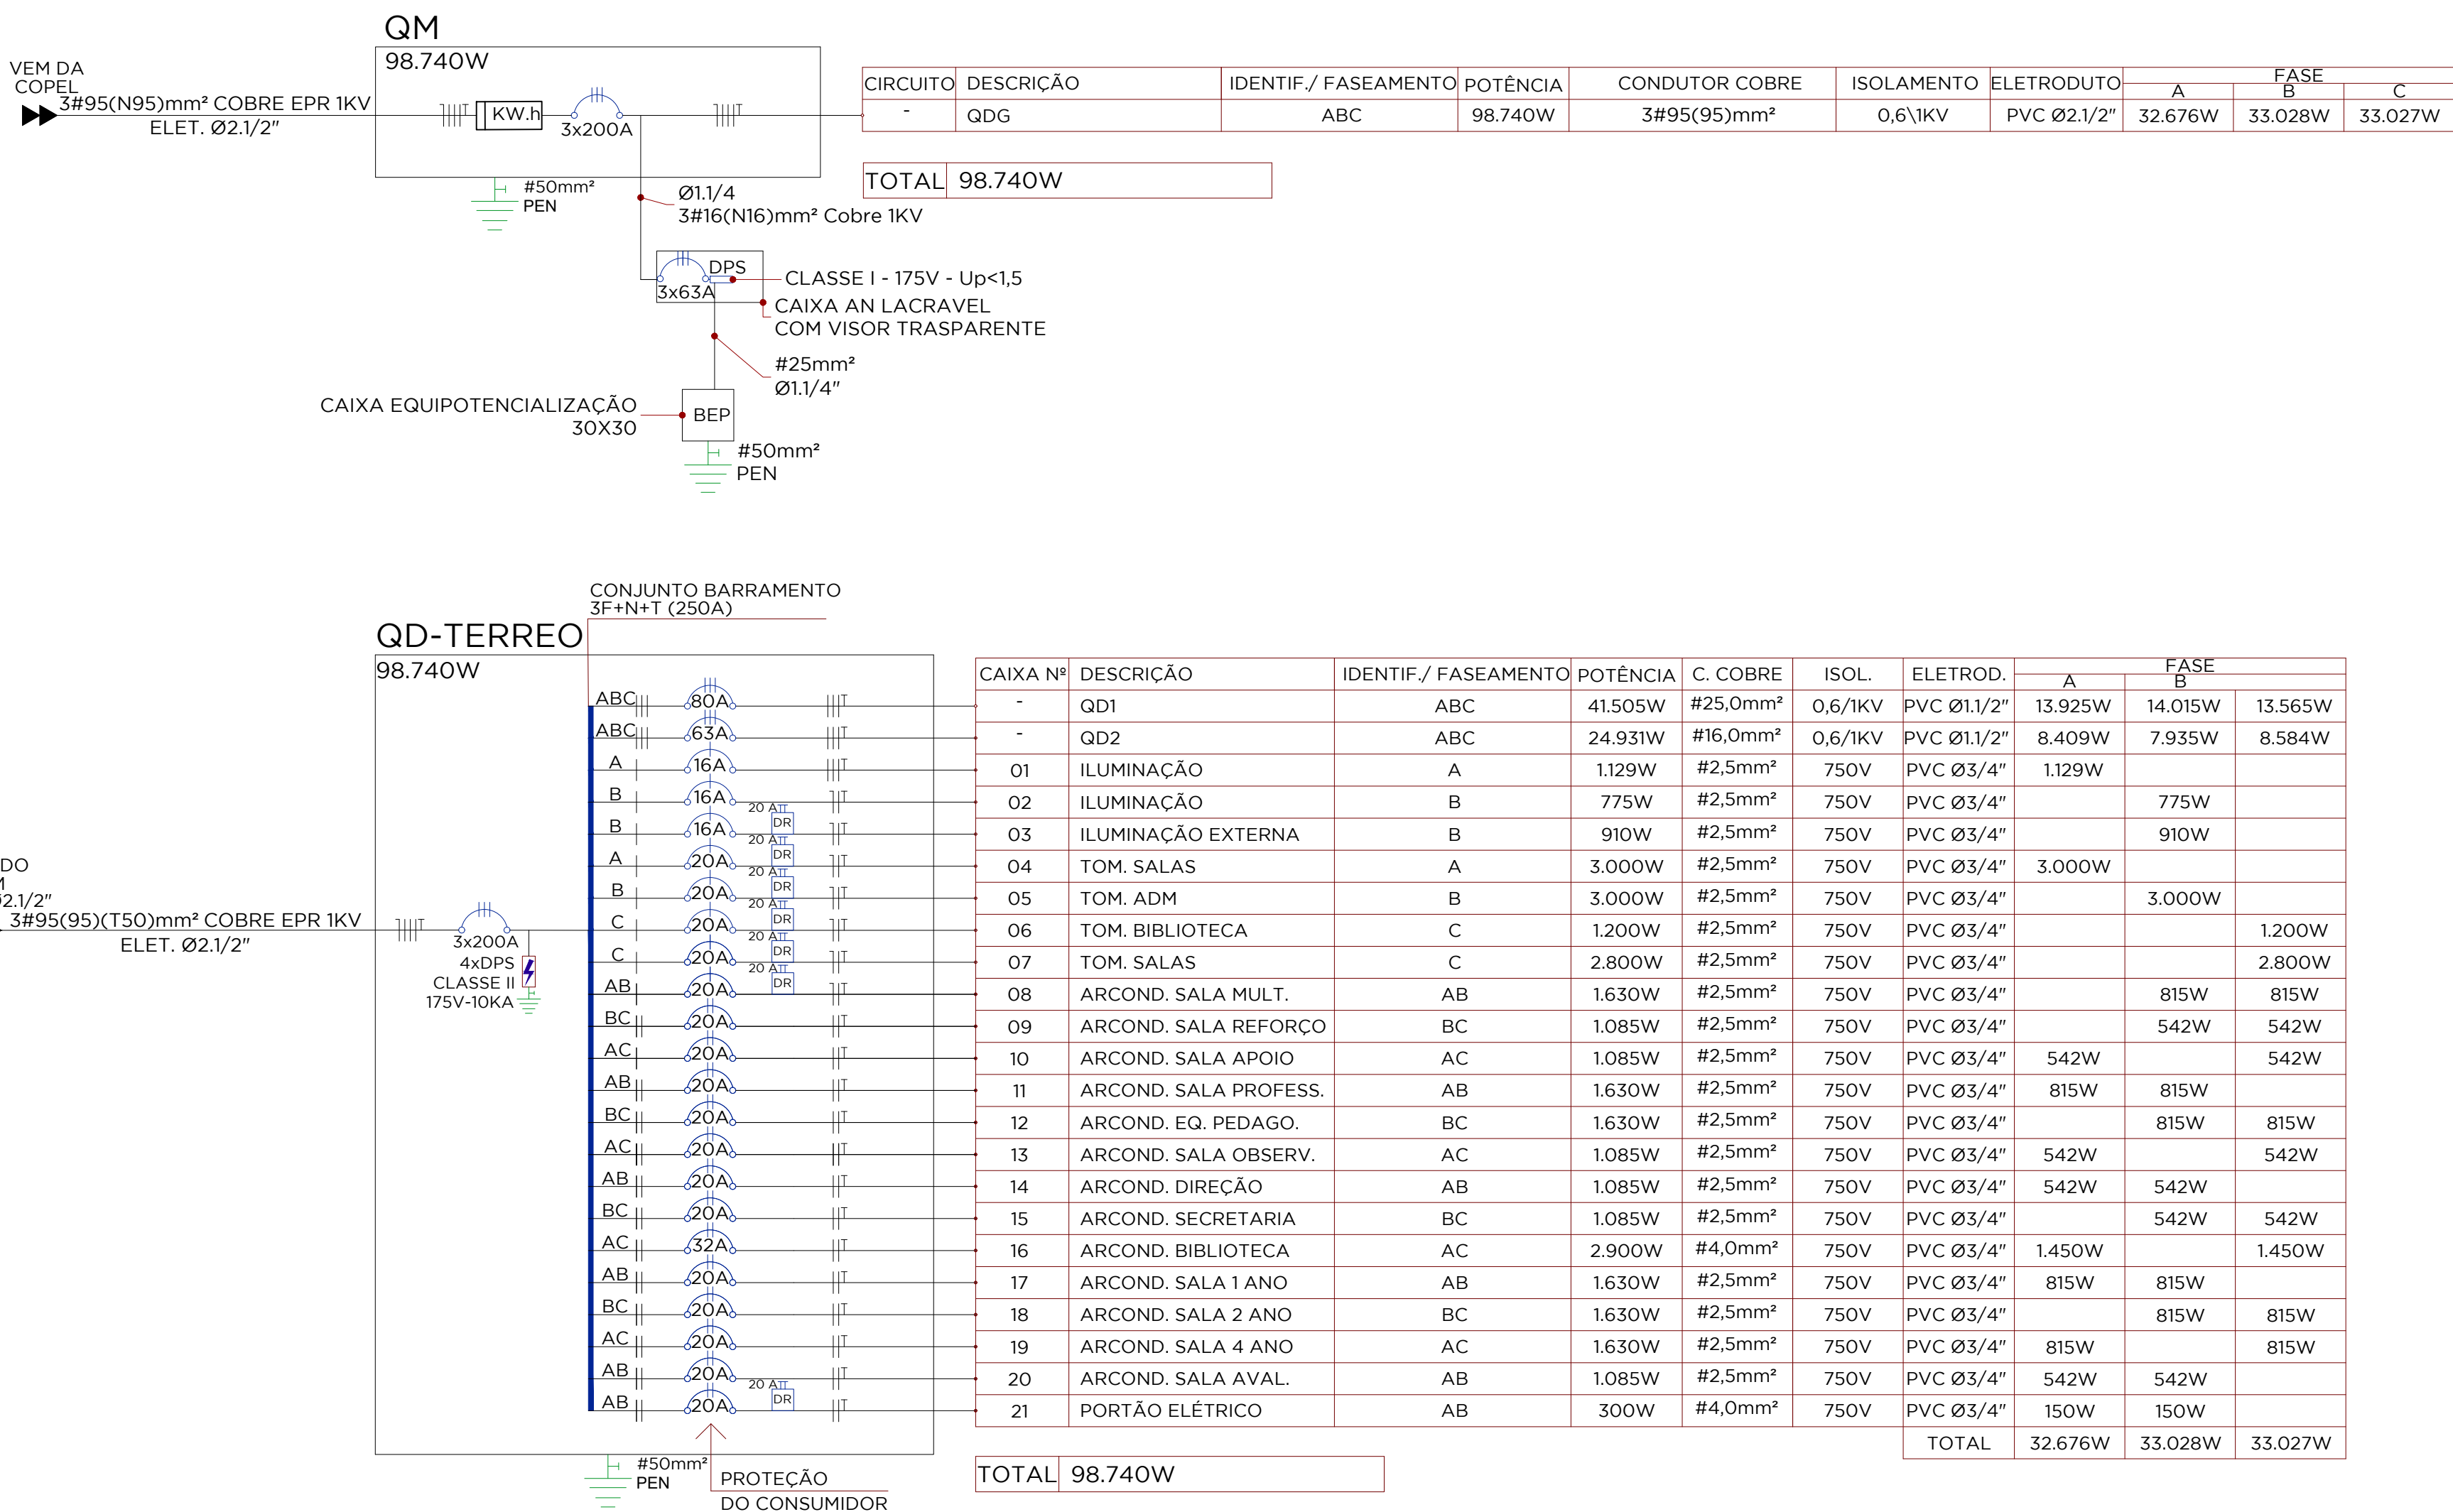 QM
98.740W
VEM DA
COPEL
3#95(N95)mm² COBRE EPR 1KV
ELET. Ø2.1/2"
KW.h
3x200A
T
T
#50mm²
PEN
Ø1.1/4
3#16(N16)mm² Cobre 1KV
DPS
3x63A
CLASSE I - 175V - Up<1,5
CAIXA AN LACRAVEL
COM VISOR TRASPARENTE
#25mm²
Ø1.1/4"
CAIXA EQUIPOTENCIALIZAÇÃO
30X30
BEP
#50mm²
PEN
CIRCUITO DESCRIÇÃO IDENTIF./ FASEAMENTO POTÊNCIA CONDUTOR COBRE ISOLAMENTO ELETRODUTO FASE
A B C
- QDG ABC 98.740W 3#95(95)mm² 0,6\1KV PVC Ø2.1/2" 32.676W 33.028W 33.027W
TOTAL 98.740W
CONJUNTO BARRAMENTO
3F+N+T (250A)
QD-TERREO
98.740W
DO
2.1/2"
3#95(95)(T50)mm² COBRE EPR 1KV
ELET. Ø2.1/2"
3x200A
4xDPS
CLASSE II
175V-10KA
ABC 80A
ABC 63A
A 16A
B 16A
B 16A 20 A DR
A 20A 20 A DR
B 20A 20 A DR
C 20A 20 A DR
C 20A 20 A DR
AB 20A 20 A DR
BC 20A
AC 20A
AB 20A
BC 20A
AC 20A
AB 20A
BC 20A
AC 32A
AB 20A
BC 20A
AC 20A
AB 20A
AB 20A 20 A DR
#50mm²
PEN
PROTEÇÃO
DO CONSUMIDOR
CAIXA Nº DESCRIÇÃO IDENTIF./ FASEAMENTO POTÊNCIA C. COBRE ISOL. ELETROD. FASE
A B
- QD1 ABC 41.505W #25,0mm² 0,6/1KV PVC Ø1.1/2" 13.925W 14.015W 13.565W
- QD2 ABC 24.931W #16,0mm² 0,6/1KV PVC Ø1.1/2" 8.409W 7.935W 8.584W
01 ILUMINAÇÃO A 1.129W #2,5mm² 750V PVC Ø3/4" 1.129W
02 ILUMINAÇÃO B 775W #2,5mm² 750V PVC Ø3/4" 775W
03 ILUMINAÇÃO EXTERNA B 910W #2,5mm² 750V PVC Ø3/4" 910W
04 TOM. SALAS A 3.000W #2,5mm² 750V PVC Ø3/4" 3.000W
05 TOM. ADM B 3.000W #2,5mm² 750V PVC Ø3/4" 3.000W
06 TOM. BIBLIOTECA C 1.200W #2,5mm² 750V PVC Ø3/4" 1.200W
07 TOM. SALAS C 2.800W #2,5mm² 750V PVC Ø3/4" 2.800W
08 ARCOND. SALA MULT. AB 1.630W #2,5mm² 750V PVC Ø3/4" 815W 815W
09 ARCOND. SALA REFORÇO BC 1.085W #2,5mm² 750V PVC Ø3/4" 542W 542W
10 ARCOND. SALA APOIO AC 1.085W #2,5mm² 750V PVC Ø3/4" 542W 542W
11 ARCOND. SALA PROFESS. AB 1.630W #2,5mm² 750V PVC Ø3/4" 815W 815W
12 ARCOND. EQ. PEDAGO. BC 1.630W #2,5mm² 750V PVC Ø3/4" 815W 815W
13 ARCOND. SALA OBSERV. AC 1.085W #2,5mm² 750V PVC Ø3/4" 542W 542W
14 ARCOND. DIREÇÃO AB 1.085W #2,5mm² 750V PVC Ø3/4" 542W 542W
15 ARCOND. SECRETARIA BC 1.085W #2,5mm² 750V PVC Ø3/4" 542W 542W
16 ARCOND. BIBLIOTECA AC 2.900W #4,0mm² 750V PVC Ø3/4" 1.450W 1.450W
17 ARCOND. SALA 1 ANO AB 1.630W #2,5mm² 750V PVC Ø3/4" 815W 815W
18 ARCOND. SALA 2 ANO BC 1.630W #2,5mm² 750V PVC Ø3/4" 815W 815W
19 ARCOND. SALA 4 ANO AC 1.630W #2,5mm² 750V PVC Ø3/4" 815W 815W
20 ARCOND. SALA AVAL. AB 1.085W #2,5mm² 750V PVC Ø3/4" 542W 542W
21 PORTÃO ELÉTRICO AB 300W #4,0mm² 750V PVC Ø3/4" 150W 150W
TOTAL 32.676W 33.028W 33.027W
TOTAL 98.740W